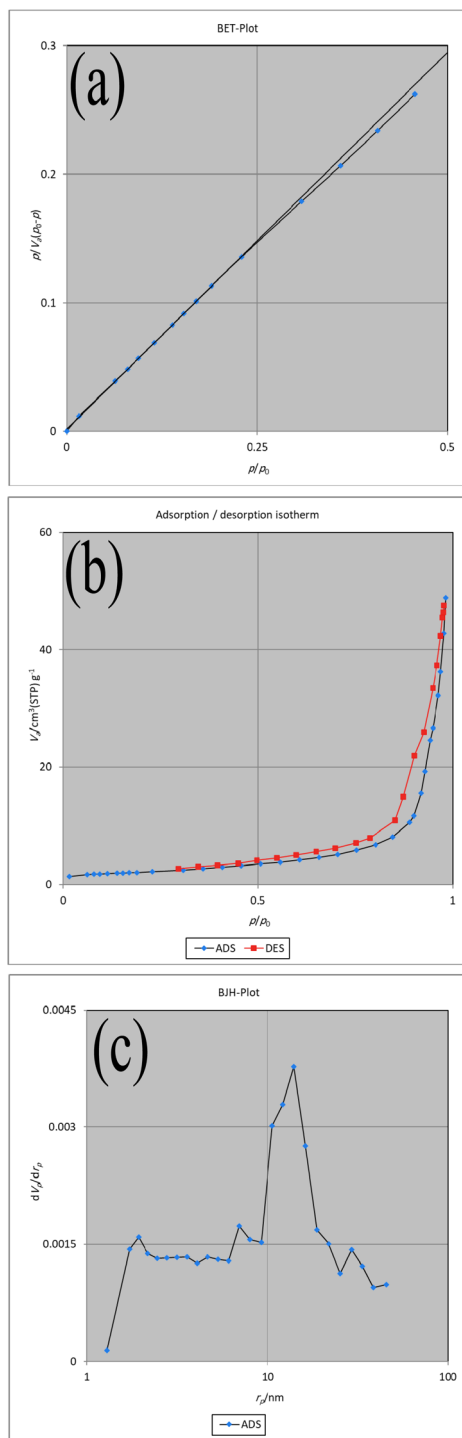 BET-Plot
(a)
0.3
0.2
0.1
0
0 0.25 0.5
p/V_a(p_0-p)
p/p_0
Adsorption / desorption isotherm
(b)
60
40
20
0
0 0.5 1
V_a/cm³(STP) g⁻¹
p/p_0
ADS DES
BJH-Plot
(c)
0.0045
0.003
0.0015
0
1 10 100
dV_p/dr_p
r_p/nm
ADS